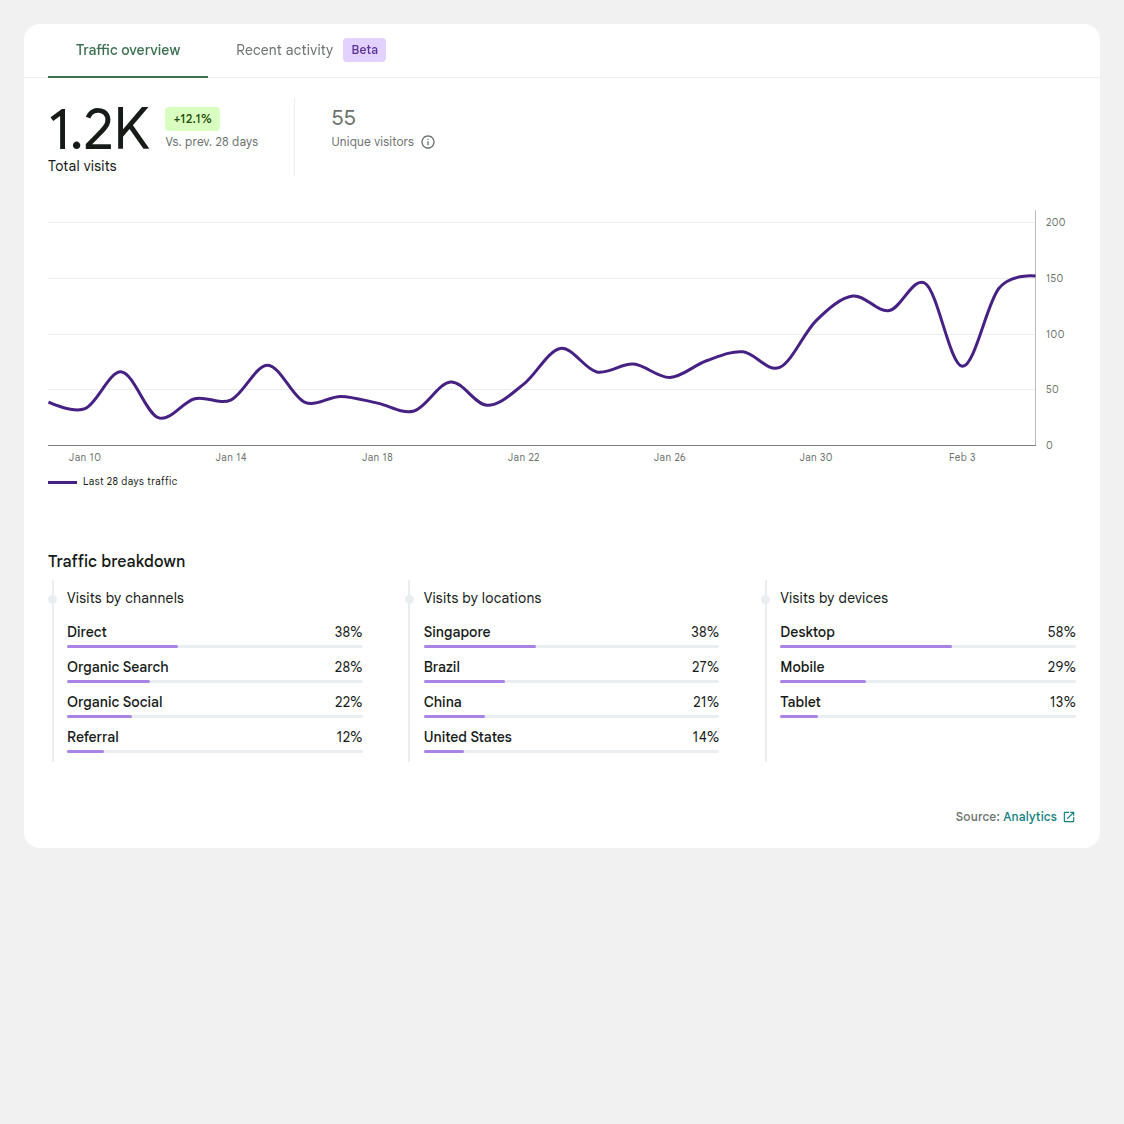 Traffic overview
Recent activity Beta
1.2K
+12.1%
Vs. prev. 28 days
Total visits
55
Unique visitors
200
150
100
50
0
Jan 10 Jan 14 Jan 18 Jan 22 Jan 26 Jan 30 Feb 3
Last 28 days traffic
Traffic breakdown
Visits by channels
Direct 38%
Organic Search 28%
Organic Social 22%
Referral 12%
Visits by locations
Singapore 38%
Brazil 27%
China 21%
United States 14%
Visits by devices
Desktop 58%
Mobile 29%
Tablet 13%
Source: Analytics